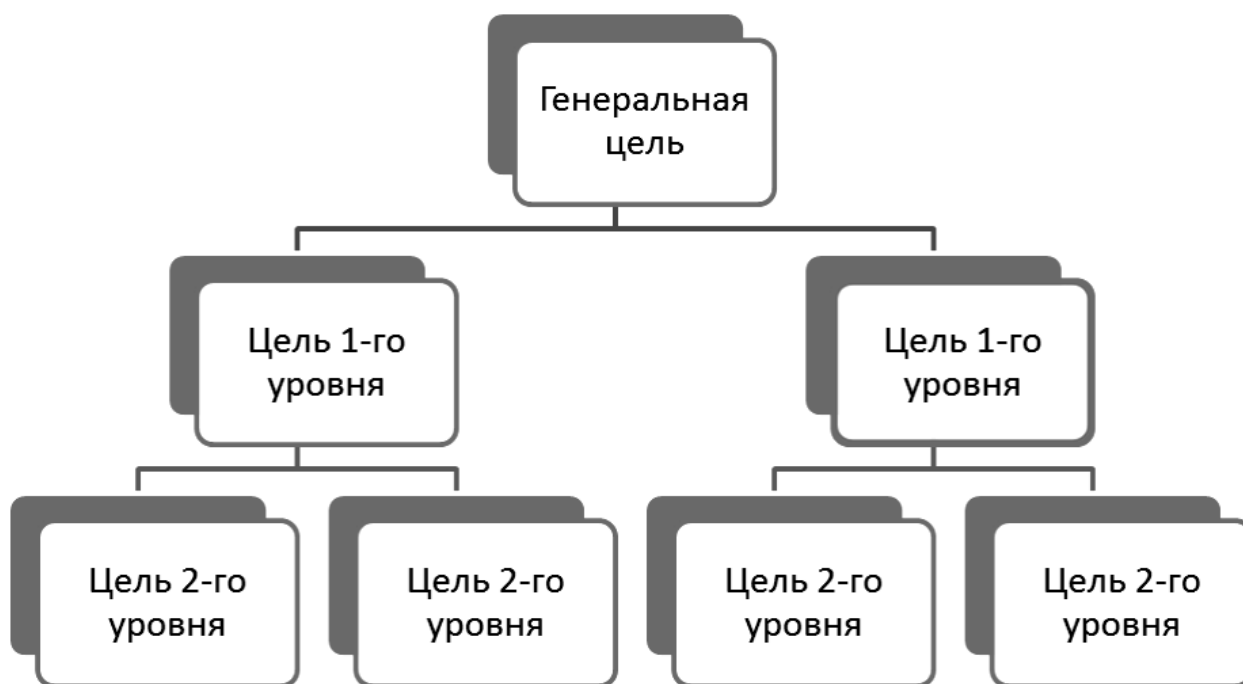 Генеральная
цель
Цель 1-го
уровня
Цель 1-го
уровня
Цель 2-го
уровня
Цель 2-го
уровня
Цель 2-го
уровня
Цель 2-го
уровня